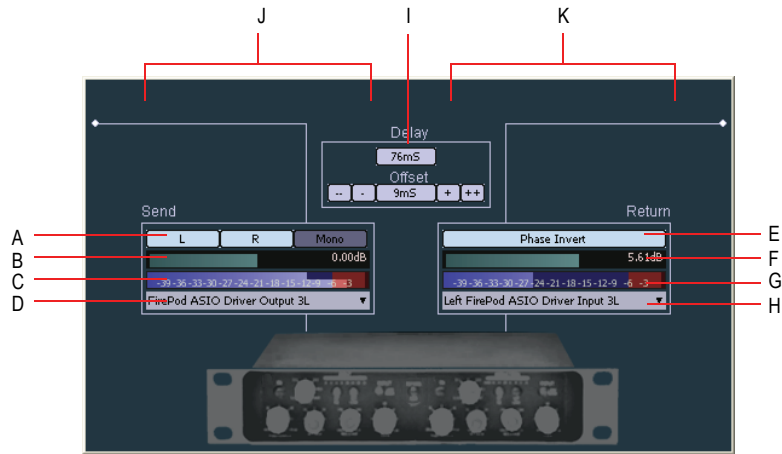 J I K
Delay
76mS
Offset
-- - 9mS + ++
Send Return
A L R Mono Phase Invert E
B 0.00dB 5.61dB F
C -39-36-33-30-27-24-21-18-15-12-9 -6 -3 -39-36-33-30-27-24-21-18-15-12-9 -6 -3 G
D FirePod ASIO Driver Output 3L Left FirePod ASIO Driver Input 3L H